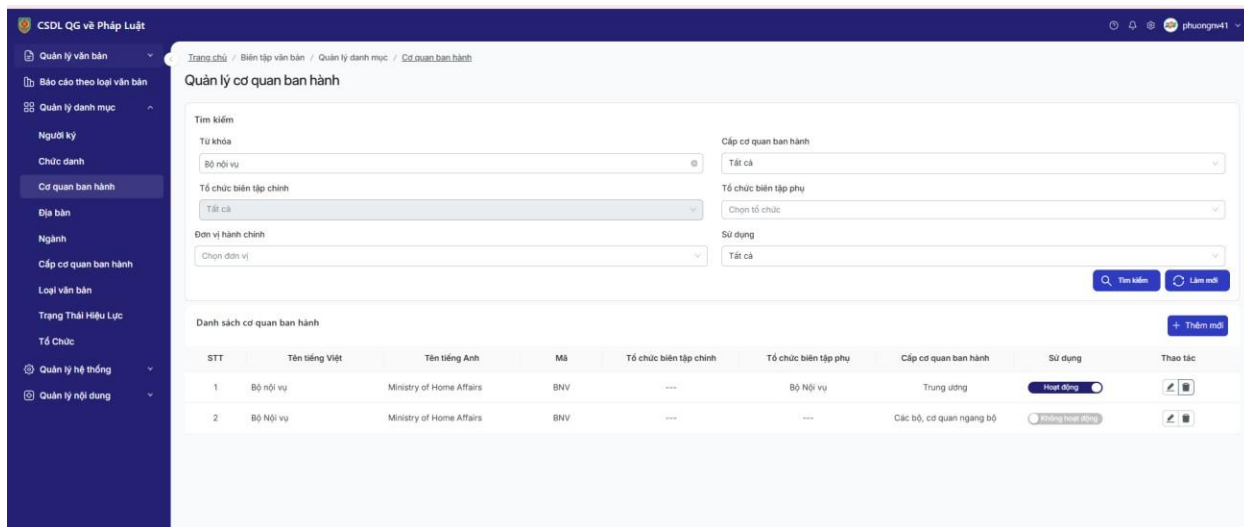 CSDL QG về Pháp Luật
phuongnv41
Quản lý văn bản
Báo cáo theo loại văn bản
Quản lý danh mục
Người ký
Chức danh
Cơ quan ban hành
Địa bàn
Ngành
Cấp cơ quan ban hành
Loại văn bản
Trạng Thái Hiệu Lực
Tổ Chức
Quản lý hệ thống
Quản lý nội dung
Trang chủ / Biên tập văn bản / Quản lý danh mục / Cơ quan ban hành
Quản lý cơ quan ban hành
Tìm kiếm
Từ khóa Cấp cơ quan ban hành
Bộ nội vụ Tất cả
Tổ chức biên tập chính Tổ chức biên tập phụ
Tất cả Chọn tổ chức
Đơn vị hành chính Sử dụng
Chọn đơn vị Tất cả
Tìm kiếm Làm mới
Danh sách cơ quan ban hành + Thêm mới
STT Tên tiếng Việt Tên tiếng Anh Mã Tổ chức biên tập chính Tổ chức biên tập phụ Cấp cơ quan ban hành Sử dụng Thao tác
1 Bộ nội vụ Ministry of Home Affairs BNV --- Bộ Nội vụ Trung ương Hoạt động
2 Bộ Nội vụ Ministry of Home Affairs BNV --- --- Các bộ, cơ quan ngang bộ Không hoạt động